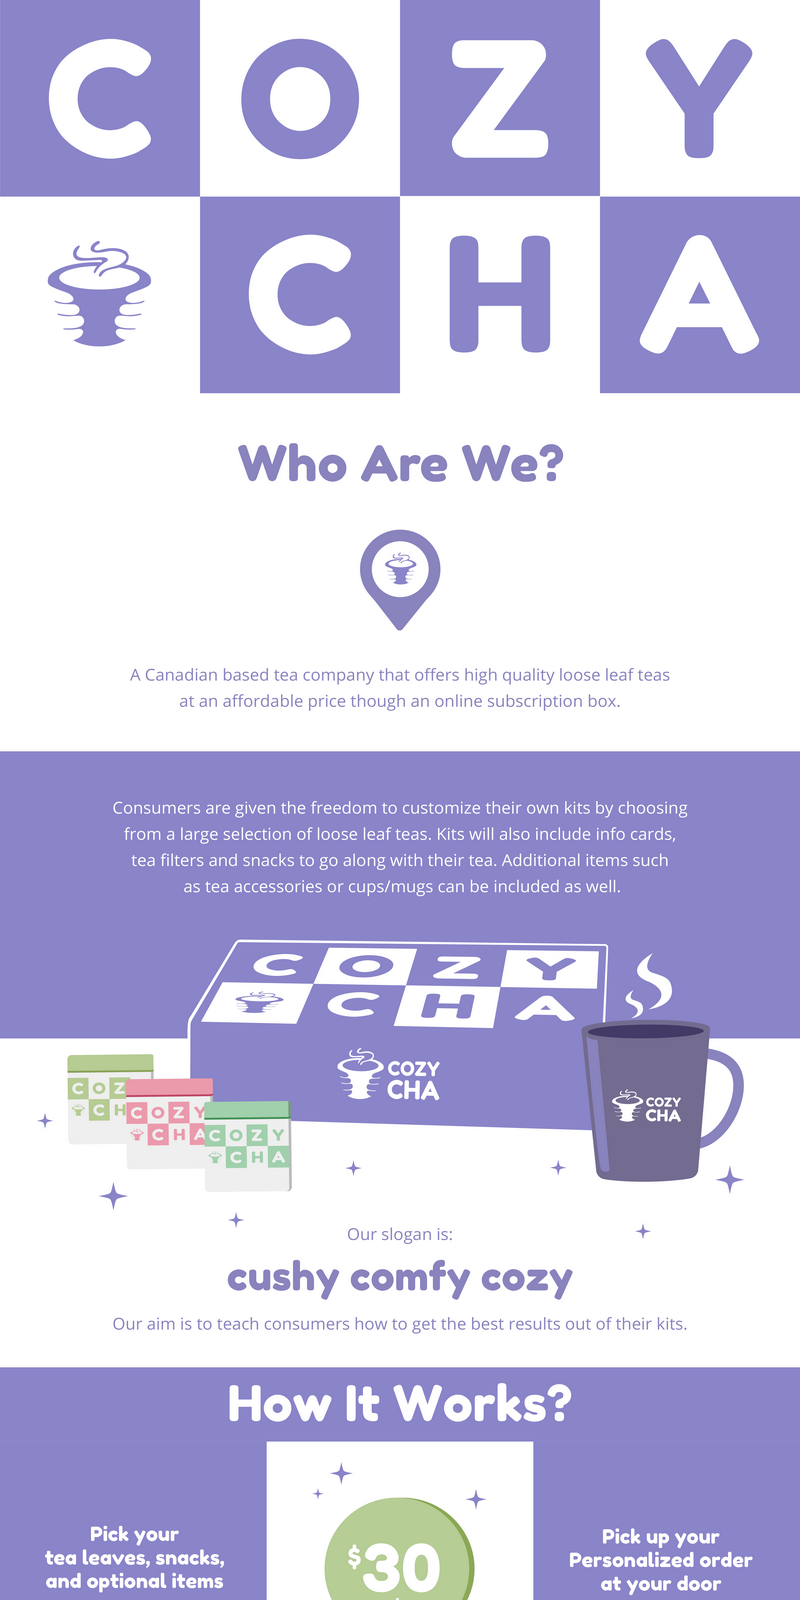 COZY
CHA
Who Are We?
A Canadian based tea company that offers high quality loose leaf teas
at an affordable price though an online subscription box.
Consumers are given the freedom to customize their own kits by choosing
from a large selection of loose leaf teas. Kits will also include info cards,
tea filters and snacks to go along with their tea. Additional items such
as tea accessories or cups/mugs can be included as well.
COZY
CHA
COZY
CHA
COZY
CHA
COZ
CH
COZY
CHA
COZY
CHA
Our slogan is:
cushy comfy cozy
Our aim is to teach consumers how to get the best results out of their kits.
How It Works?
Pick your
tea leaves, snacks,
and optional items
$30
Pick up your
Personalized order
at your door